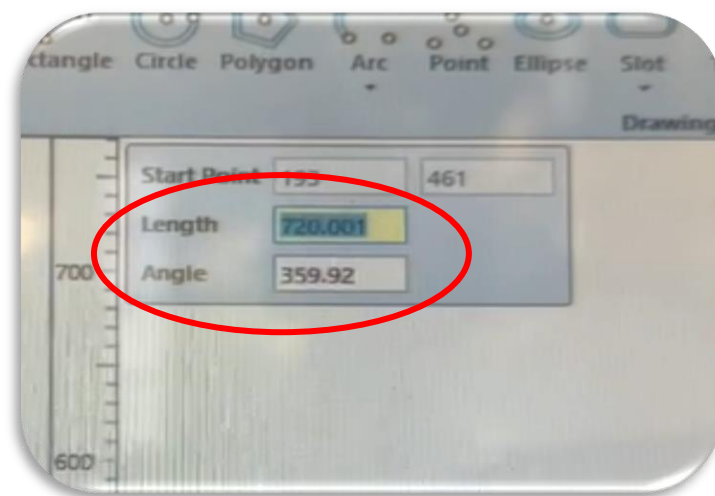 ctangle Circle Polygon Arc Point Ellipse Slot
Drawing
Start Point 193 461
Length 720.001
700
Angle 359.92
600